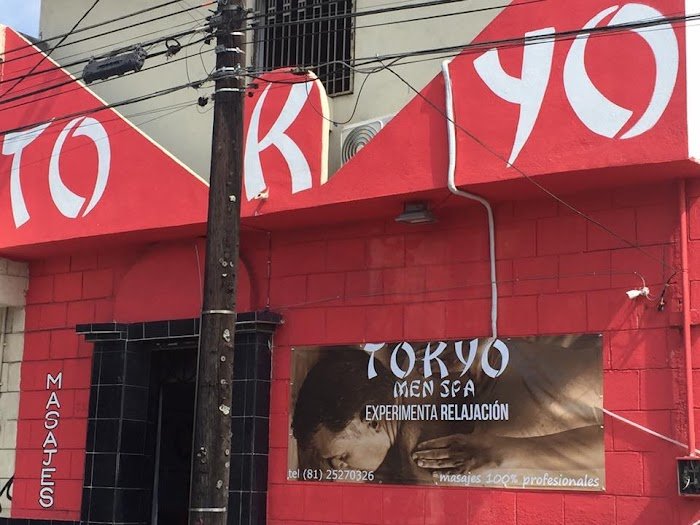 TOKYO
MASAJES
TOKYO
MEN SPA
EXPERIMENTA RELAJACIÓN
tel (81) 25270326
masajes 100% profesionales